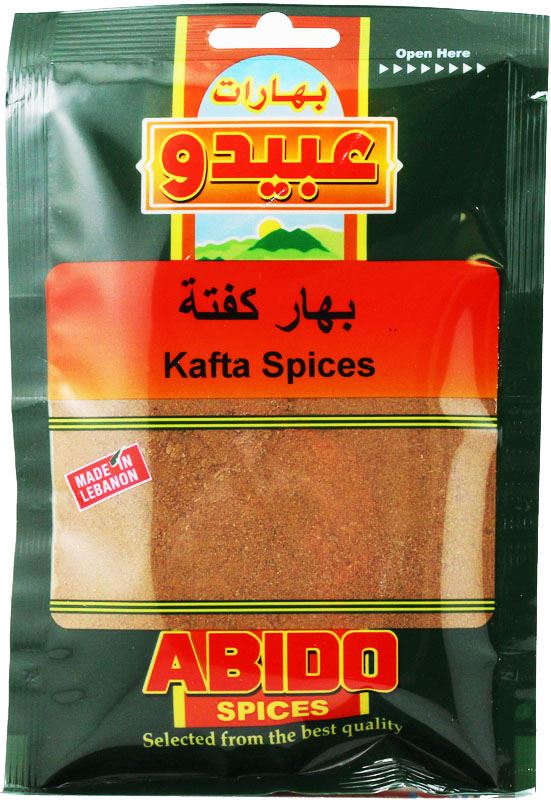 Open Here
بهارات
عبيدو
بهار كفتة
Kafta Spices
MADE IN
LEBANON
ABIDO
SPICES
Selected from the best quality